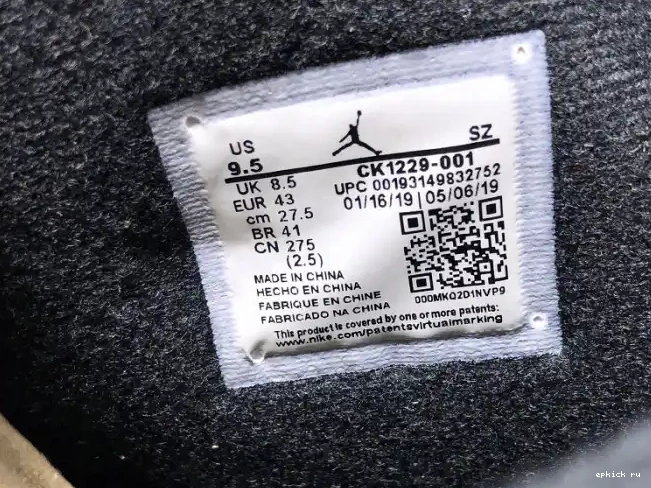 US SZ
9.5
CK1229-001
UK 8.5
UPC 00193149832752
EUR 43
01/16/19 | 05/06/19
cm 27.5
BR 41
CN 275
(2.5)
MADE IN CHINA
HECHO EN CHINA
FABRIQUE EN CHINE
FABRICADO NA CHINA
000MKQ2D1NVP9
This product is covered by one or more patents:
www.nike.com/patentsvirtualmarking
epkick ru